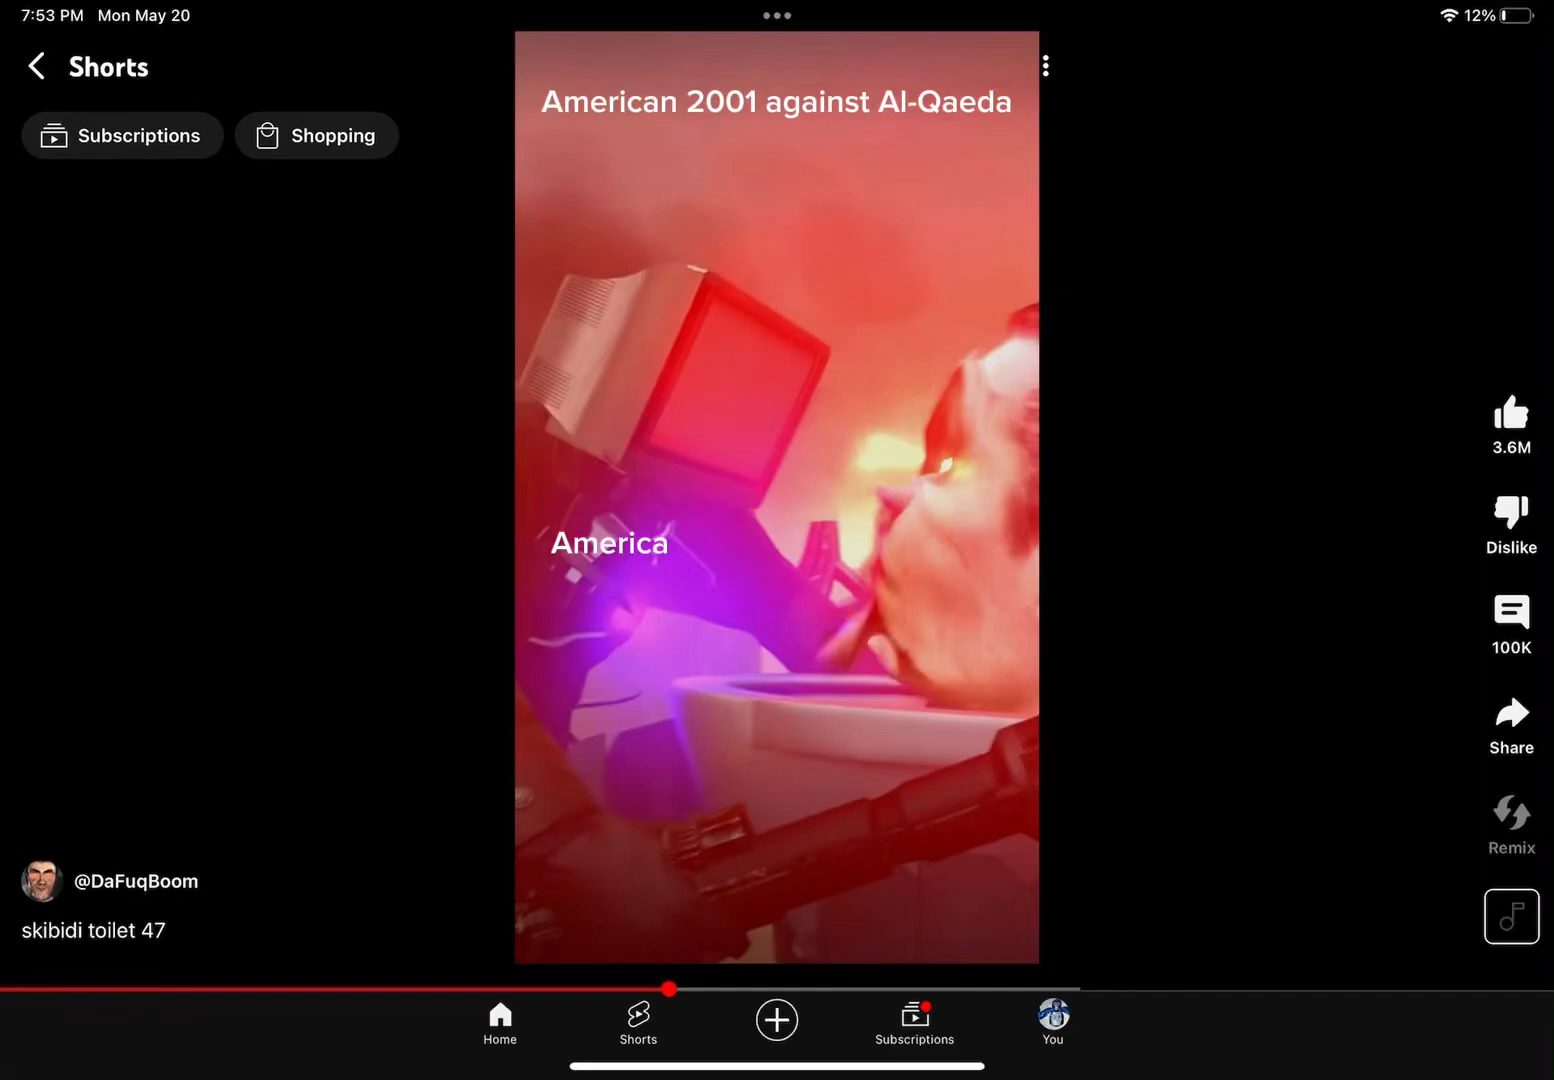 7:53 PM Mon May 20
12%
Shorts
Subscriptions
Shopping
American 2001 against Al-Qaeda
America
3.6M
Dislike
100K
Share
Remix
@DaFuqBoom
skibidi toilet 47
Home
Shorts
Subscriptions
You